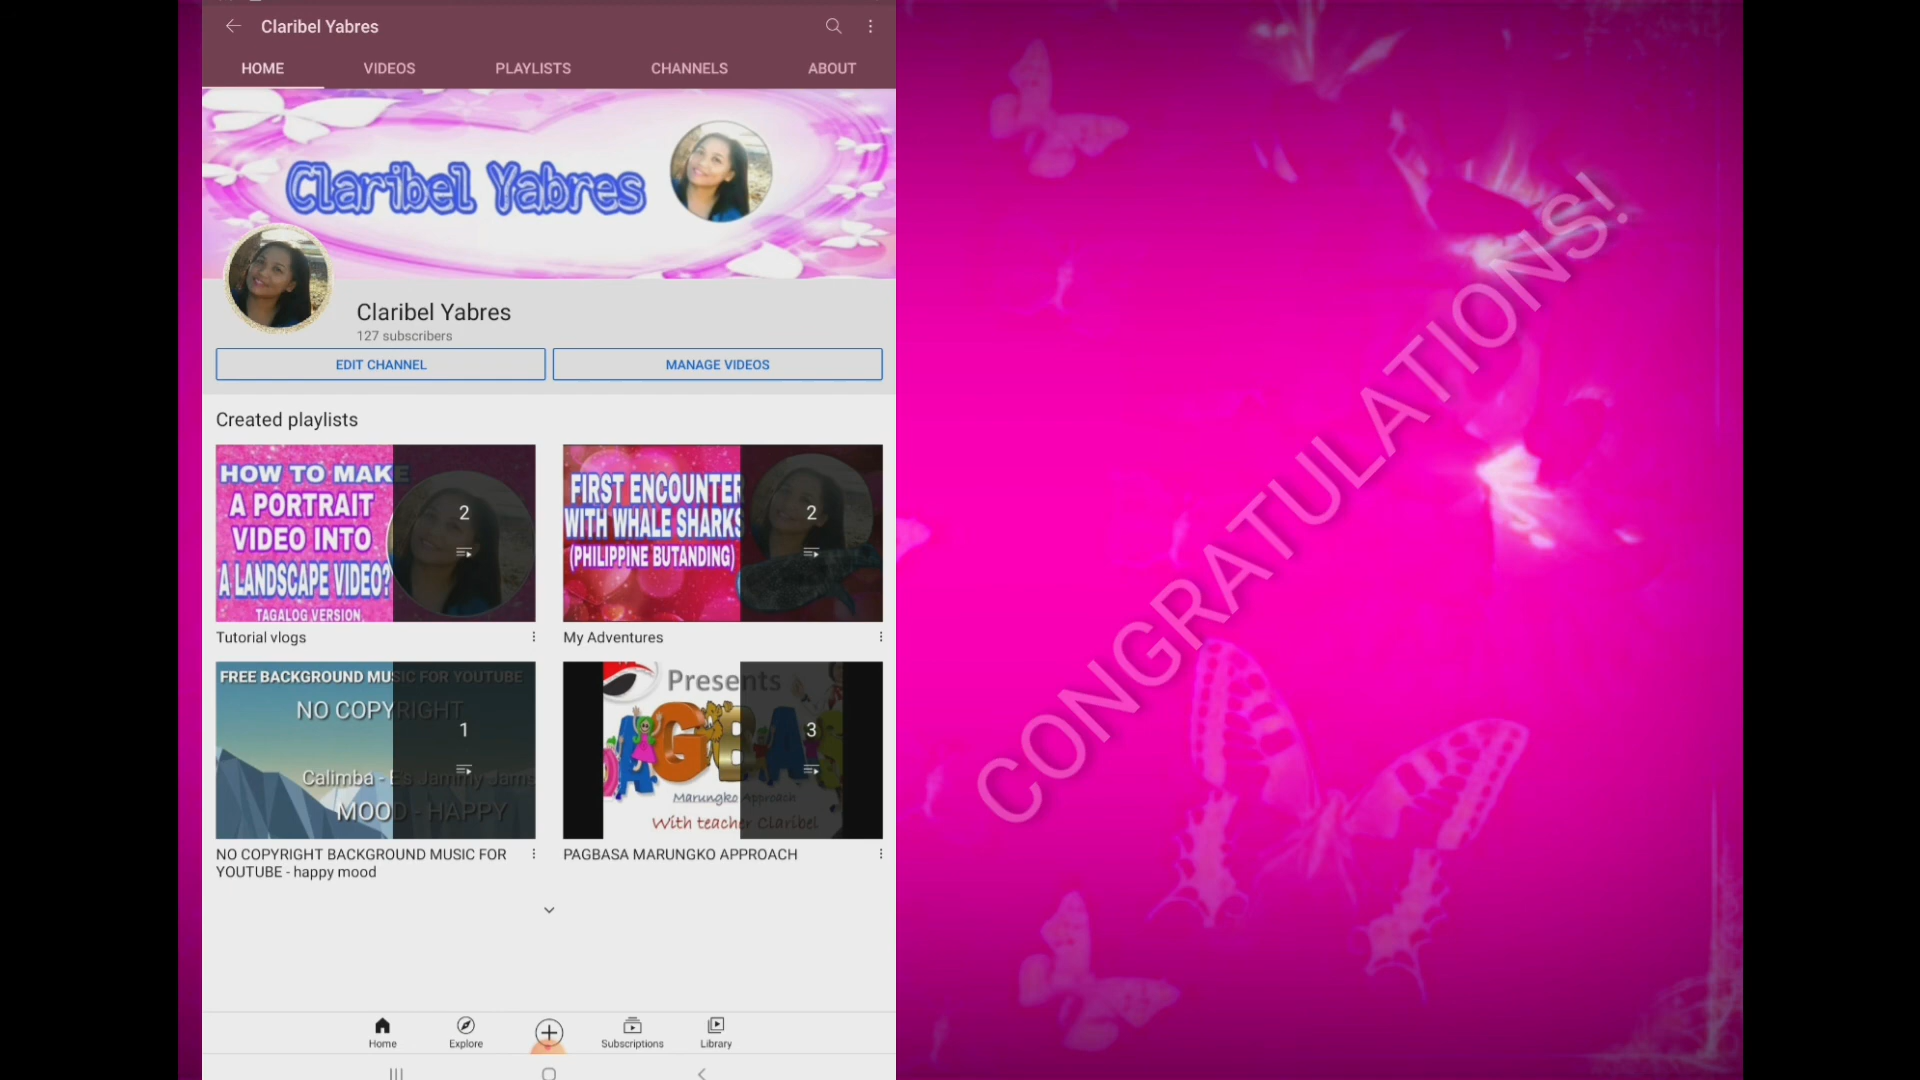 Claribel Yabres
HOME VIDEOS PLAYLISTS CHANNELS ABOUT
Claribel Yabres
Claribel Yabres
127 subscribers
EDIT CHANNEL MANAGE VIDEOS
Created playlists
HOW TO MAKE
A PORTRAIT
VIDEO INTO
A LANDSCAPE VIDEO?
TAGALOG VERSION
2
Tutorial vlogs
FIRST ENCOUNTER
WITH WHALE SHARKS
(PHILIPPINE BUTANDING)
2
My Adventures
FREE BACKGROUND MUSIC FOR YOUTUBE
NO COPYRIGHT
1
Calimba - E's Jammy Jams
MOOD - HAPPY
NO COPYRIGHT BACKGROUND MUSIC FOR
YOUTUBE - happy mood
Presents
3
Marungko Approach
With teacher Claribel
PAGBASA MARUNGKO APPROACH
Home Explore Subscriptions Library
CONGRATULATIONS!